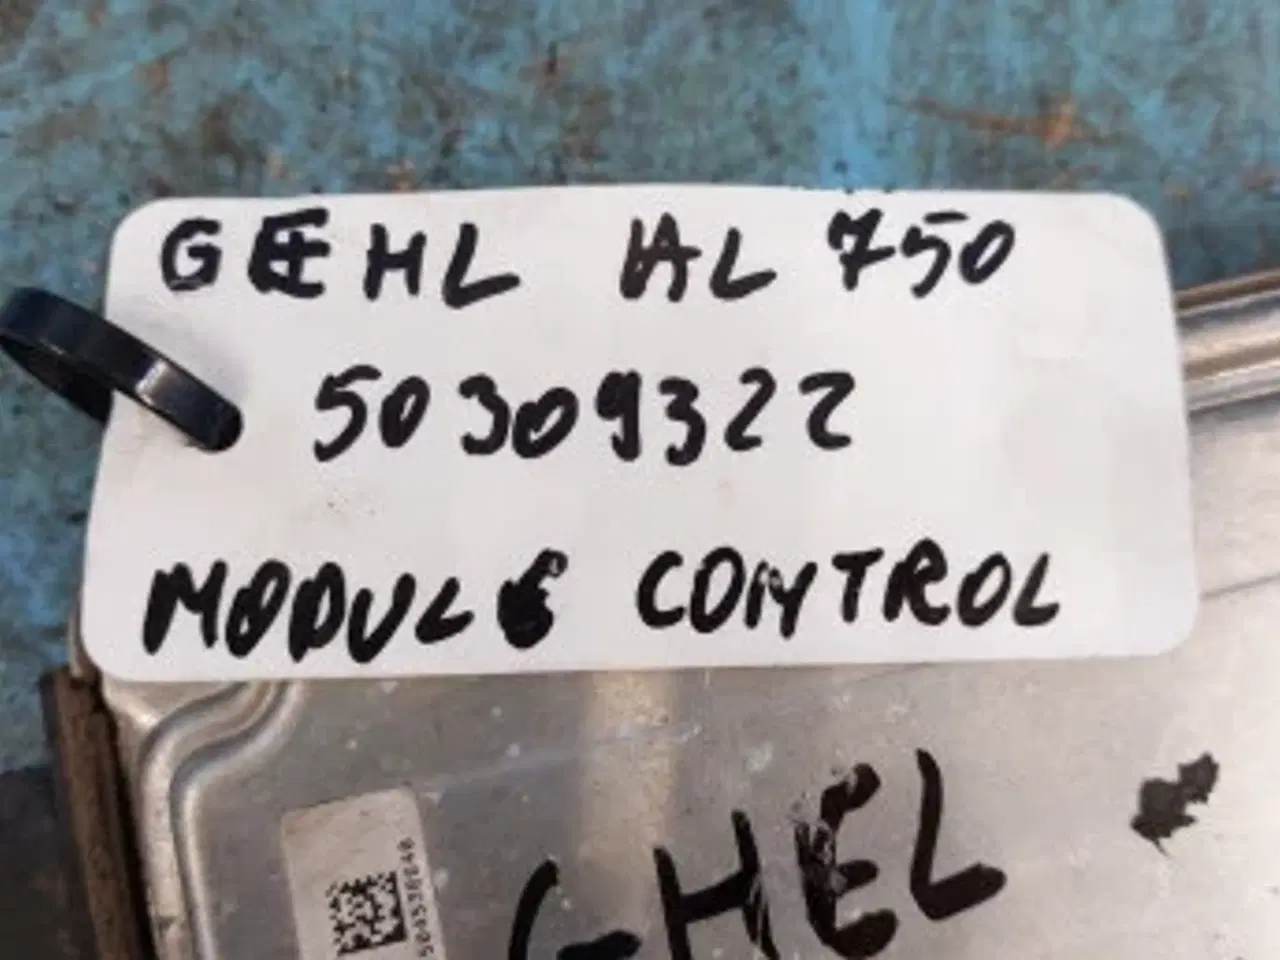 GEHL AL 750
50309322
MODULE CONTROL
GHEL